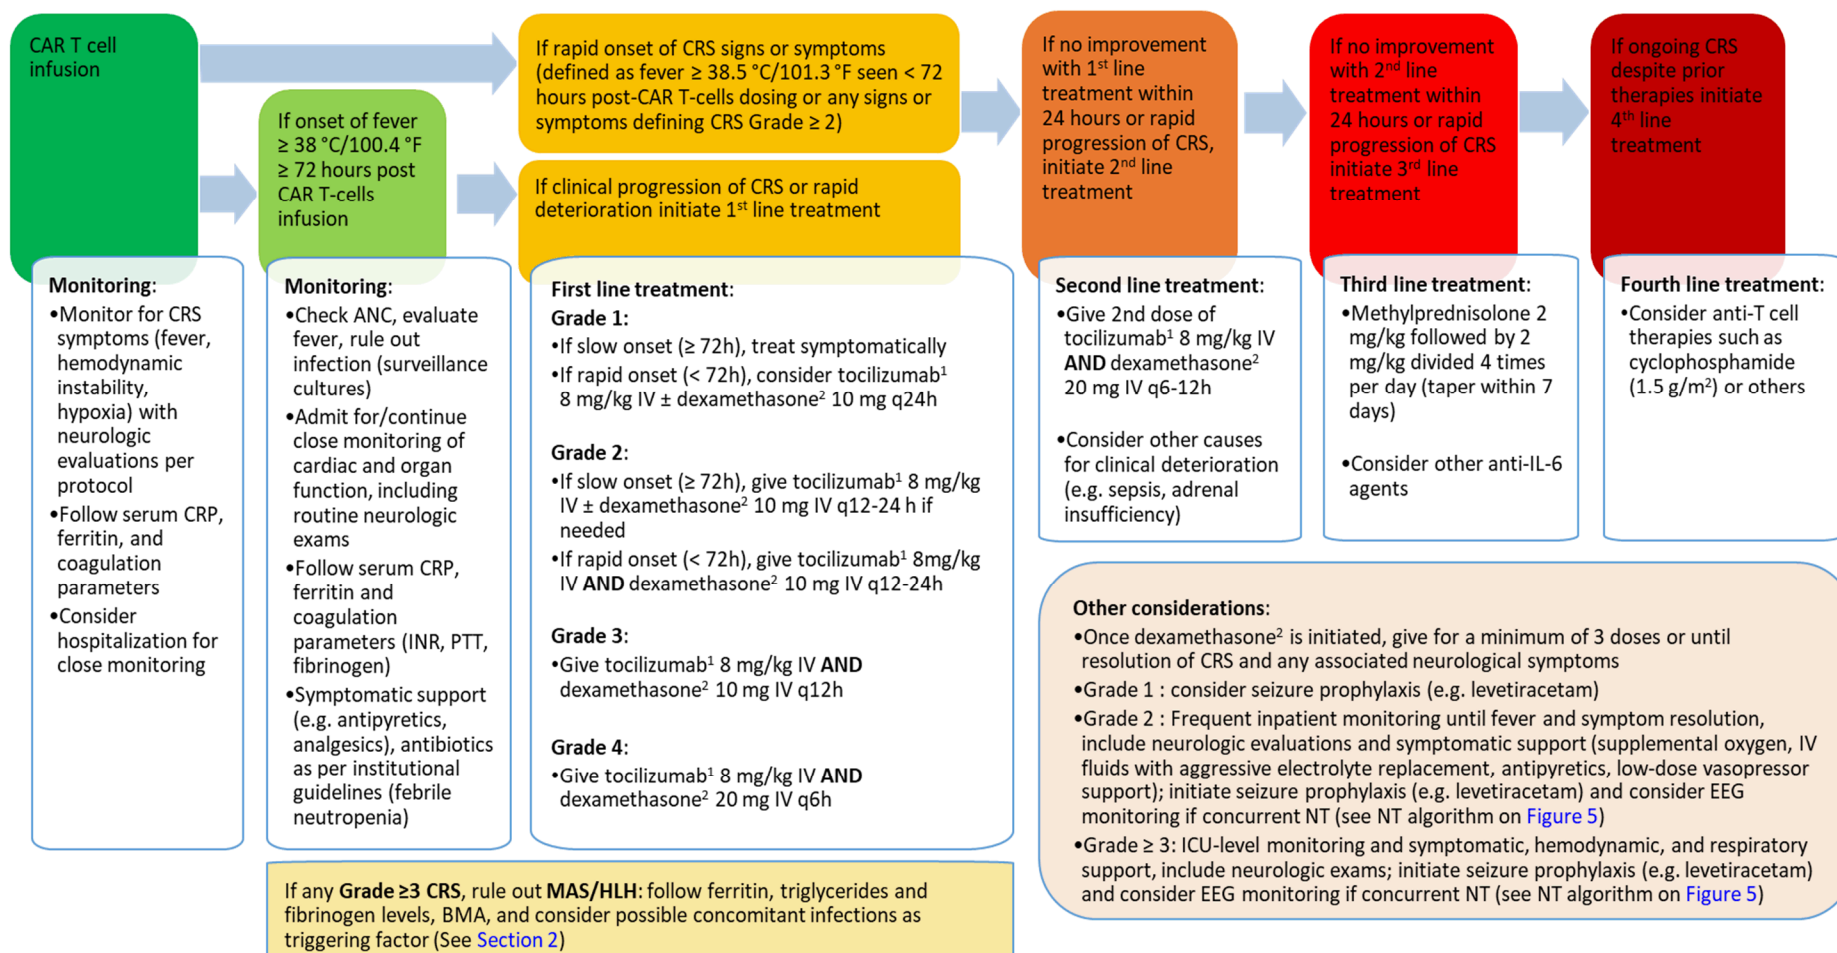 CAR T cell
infusion
If onset of fever
≥ 38 °C/100.4 °F
≥ 72 hours post
CAR T-cells
infusion
If rapid onset of CRS signs or symptoms
(defined as fever ≥ 38.5 °C/101.3 °F seen < 72
hours post-CAR T-cells dosing or any signs or
symptoms defining CRS Grade ≥ 2)
If clinical progression of CRS or rapid
deterioration initiate 1st line treatment
If no improvement
with 1st line
treatment within
24 hours or rapid
progression of CRS,
initiate 2nd line
treatment
If no improvement
with 2nd line
treatment within
24 hours or rapid
progression of CRS
initiate 3rd line
treatment
If ongoing CRS
despite prior
therapies initiate
4th line
treatment
Monitoring:
•Monitor for CRS
symptoms (fever,
hemodynamic
instability,
hypoxia) with
neurologic
evaluations per
protocol
•Follow serum CRP,
ferritin, and
coagulation
parameters
•Consider
hospitalization for
close monitoring
Monitoring:
•Check ANC, evaluate
fever, rule out
infection (surveillance
cultures)
•Admit for/continue
close monitoring of
cardiac and organ
function, including
routine neurologic
exams
•Follow serum CRP,
ferritin and
coagulation
parameters (INR, PTT,
fibrinogen)
•Symptomatic support
(e.g. antipyretics,
analgesics), antibiotics
as per institutional
guidelines (febrile
neutropenia)
First line treatment:
Grade 1:
•If slow onset (≥ 72h), treat symptomatically
•If rapid onset (< 72h), consider tocilizumab1
8 mg/kg IV ± dexamethasone2 10 mg q24h
Grade 2:
•If slow onset (≥ 72h), give tocilizumab1 8 mg/kg
IV ± dexamethasone2 10 mg IV q12-24 h if
needed
•If rapid onset (< 72h), give tocilizumab1 8mg/kg
IV AND dexamethasone2 10 mg IV q12-24h
Grade 3:
•Give tocilizumab1 8 mg/kg IV AND
dexamethasone2 10 mg IV q12h
Grade 4:
•Give tocilizumab1 8 mg/kg IV AND
dexamethasone2 20 mg IV q6h
Second line treatment:
•Give 2nd dose of
tocilizumab1 8 mg/kg IV
AND dexamethasone2
20 mg IV q6-12h
•Consider other causes
for clinical deterioration
(e.g. sepsis, adrenal
insufficiency)
Third line treatment:
•Methylprednisolone 2
mg/kg followed by 2
mg/kg divided 4 times
per day (taper within 7
days)
•Consider other anti-IL-6
agents
Fourth line treatment:
•Consider anti-T cell
therapies such as
cyclophosphamide
(1.5 g/m2) or others
Other considerations:
•Once dexamethasone2 is initiated, give for a minimum of 3 doses or until
resolution of CRS and any associated neurological symptoms
•Grade 1 : consider seizure prophylaxis (e.g. levetiracetam)
•Grade 2 : Frequent inpatient monitoring until fever and symptom resolution,
include neurologic evaluations and symptomatic support (supplemental oxygen, IV
fluids with aggressive electrolyte replacement, antipyretics, low-dose vasopressor
support); initiate seizure prophylaxis (e.g. levetiracetam) and consider EEG
monitoring if concurrent NT (see NT algorithm on Figure 5)
•Grade ≥ 3: ICU-level monitoring and symptomatic, hemodynamic, and respiratory
support, include neurologic exams; initiate seizure prophylaxis (e.g. levetiracetam)
and consider EEG monitoring if concurrent NT (see NT algorithm on Figure 5)
If any Grade ≥3 CRS, rule out MAS/HLH: follow ferritin, triglycerides and
fibrinogen levels, BMA, and consider possible concomitant infections as
triggering factor (See Section 2)